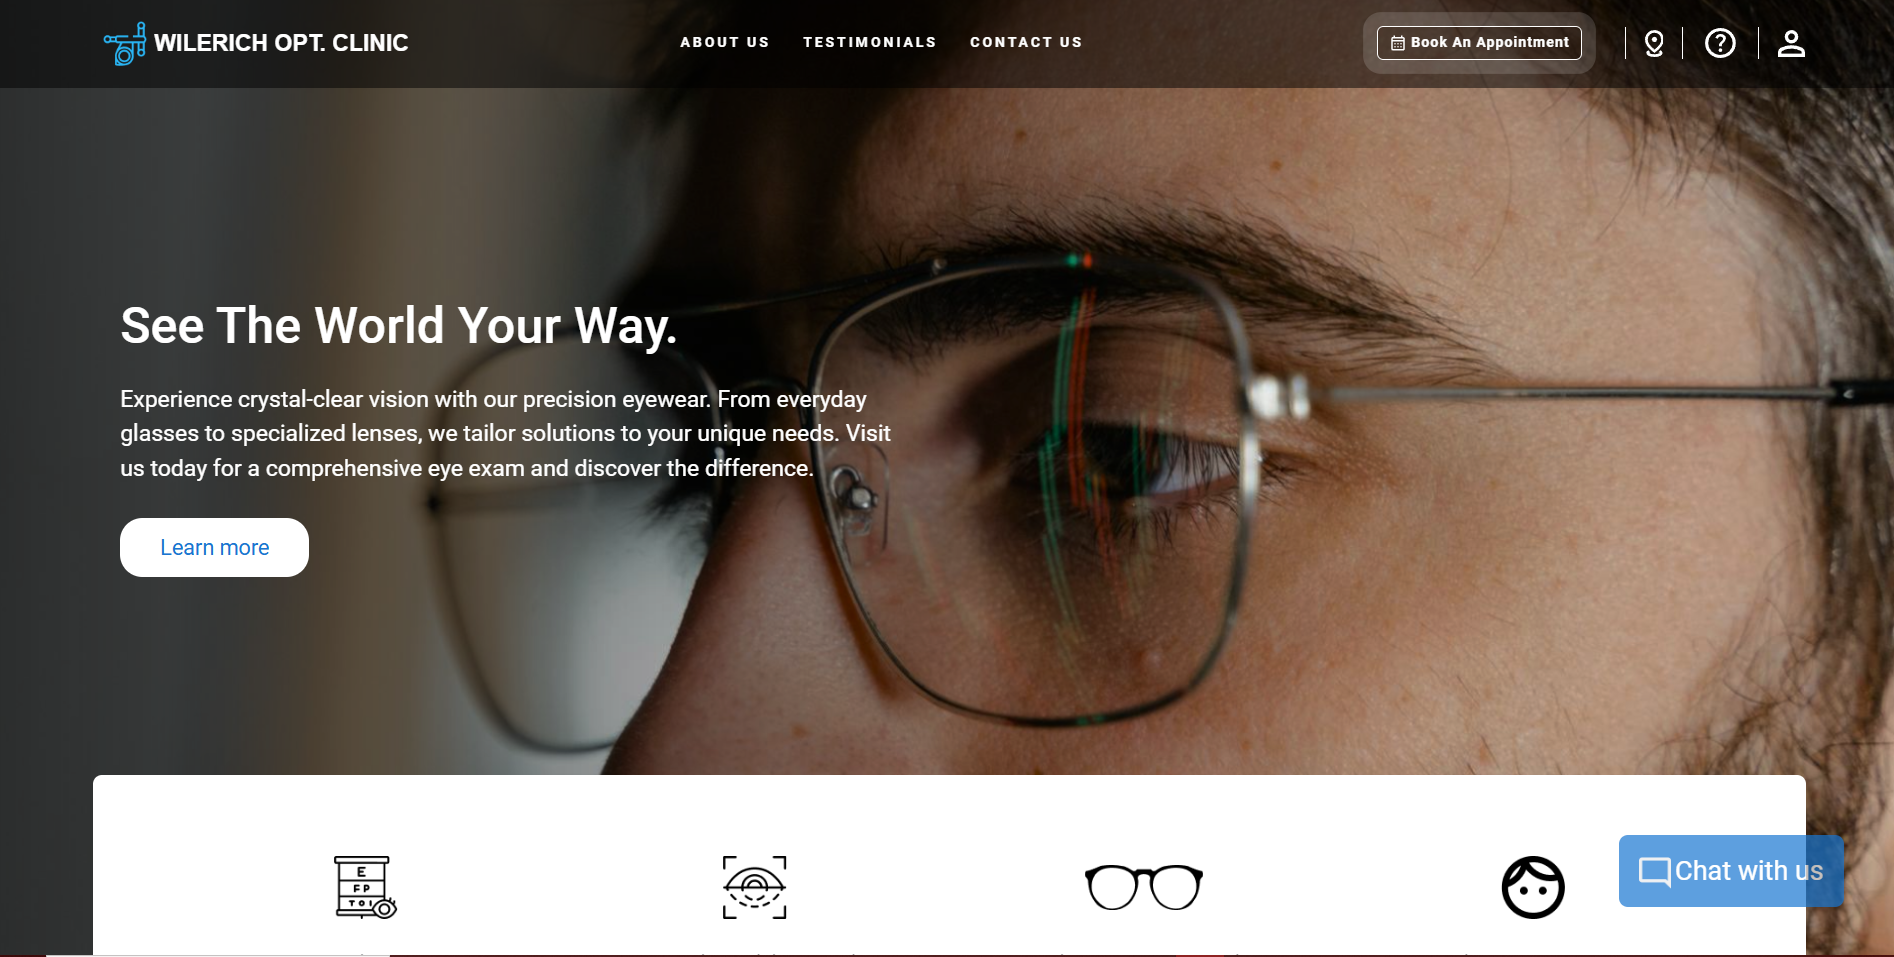 WILERICH OPT. CLINIC
ABOUT US
TESTIMONIALS
CONTACT US
Book An Appointment
See The World Your Way.
Experience crystal-clear vision with our precision eyewear. From everyday
glasses to specialized lenses, we tailor solutions to your unique needs. Visit
us today for a comprehensive eye exam and discover the difference.
Learn more
E
FP
TOI
Chat with us